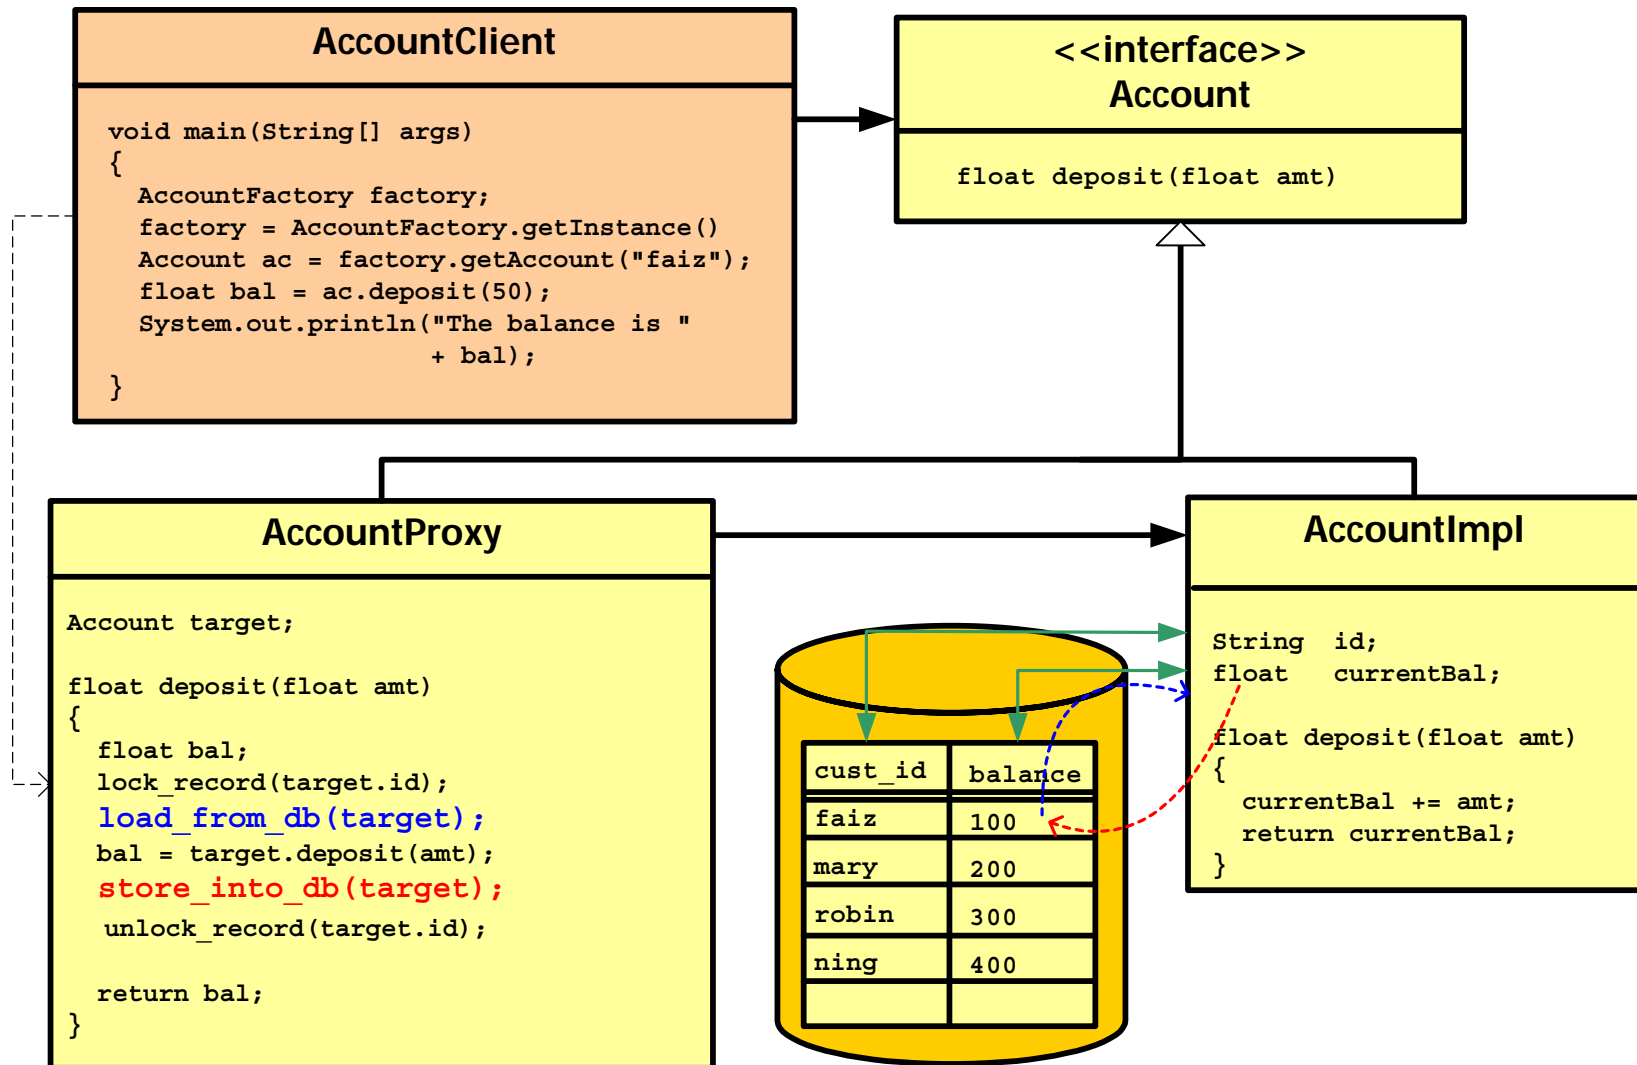 AccountClient
void main(String[] args)
{
AccountFactory factory;
factory = AccountFactory.getInstance()
Account ac = factory.getAccount("faiz");
float bal = ac.deposit(50);
System.out.println("The balance is "
+ bal);
}
<<interface>>
Account
float deposit(float amt)
AccountProxy
Account target;
float deposit(float amt)
{
float bal;
lock_record(target.id);
load_from_db(target);
bal = target.deposit(amt);
store_into_db(target);
unlock_record(target.id);
return bal;
}
cust_id balance
faiz 100
mary 200
robin 300
ning 400
AccountImpl
String id;
float currentBal;
float deposit(float amt)
{
currentBal += amt;
return currentBal;
}